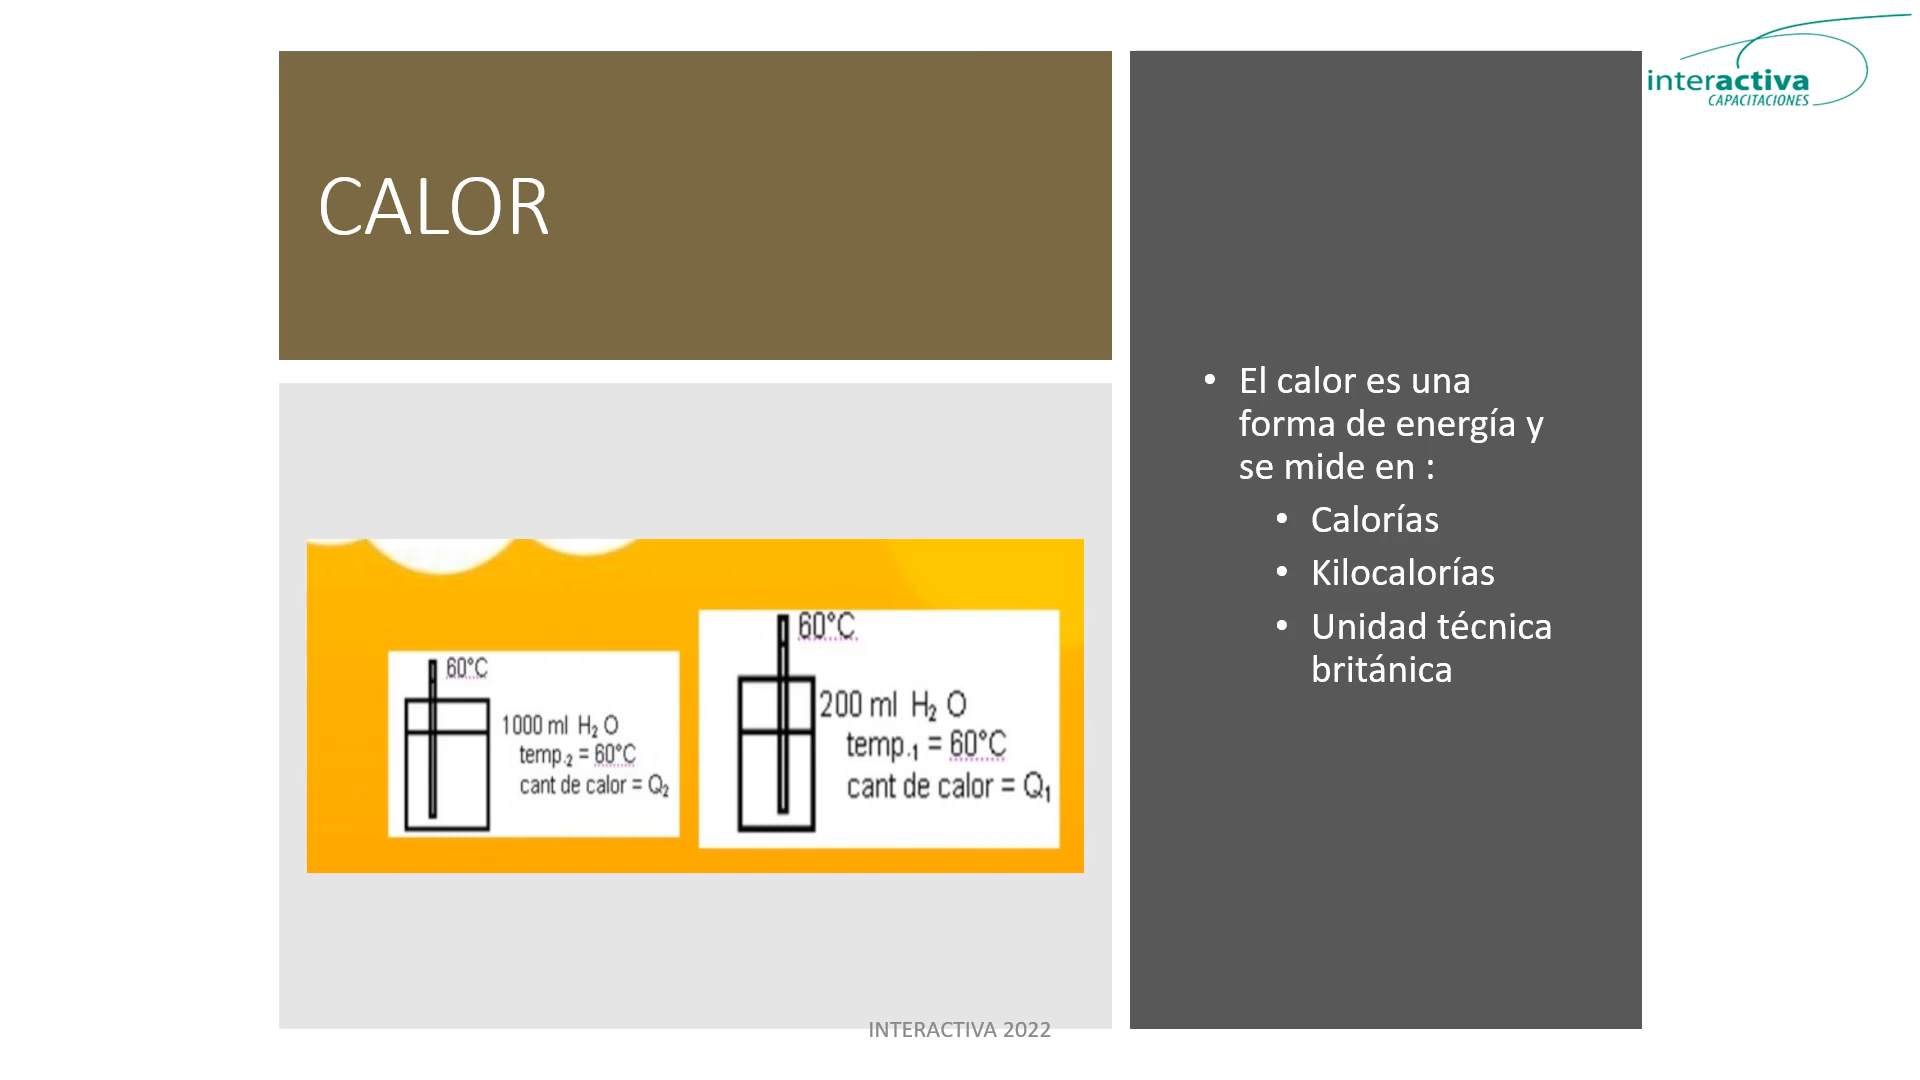 interactiva
CAPACITACIONES
CALOR
60°C
1000 ml H₂ O
temp.₂ = 60°C
cant de calor = Q₂
60°C
200 ml H₂ O
temp.₁ = 60°C
cant de calor = Q₁
• El calor es una
forma de energía y
se mide en :
• Calorías
• Kilocalorías
• Unidad técnica
británica
INTERACTIVA 2022